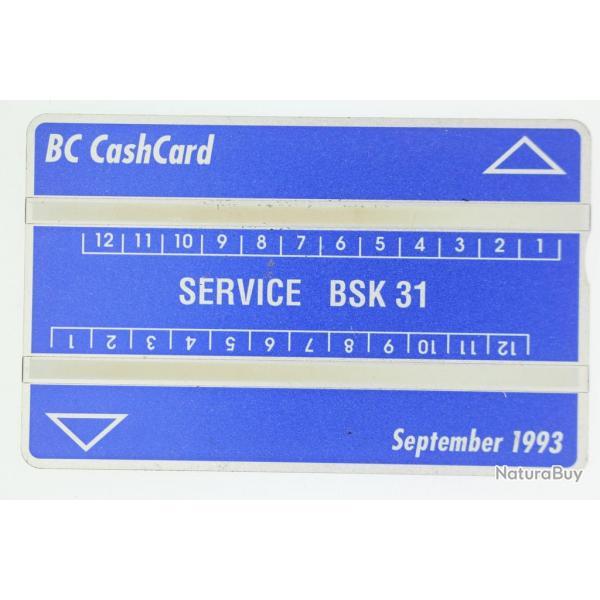 BC CashCard
12 | 11 | 10 | 9 | 8 | 7 | 6 | 5 | 4 | 3 | 2 | 1 |
SERVICE BSK 31
1 | 2 | 3 | 4 | 5 | 6 | 7 | 8 | 9 | 10 | 11 | 12
September 1993
NaturaBuy